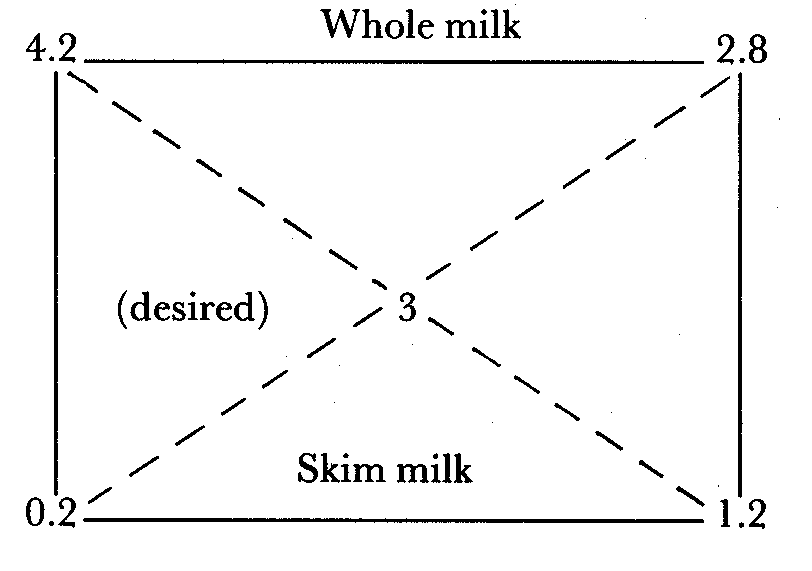 Whole milk
4.2 2.8
(desired) 3
Skim milk
0.2 1.2